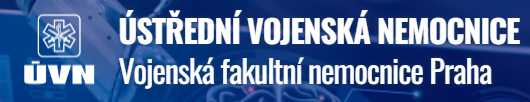 ÚSTŘEDNÍ VOJENSKÁ NEMOCNICE
ÚVN Vojenská fakultní nemocnice Praha